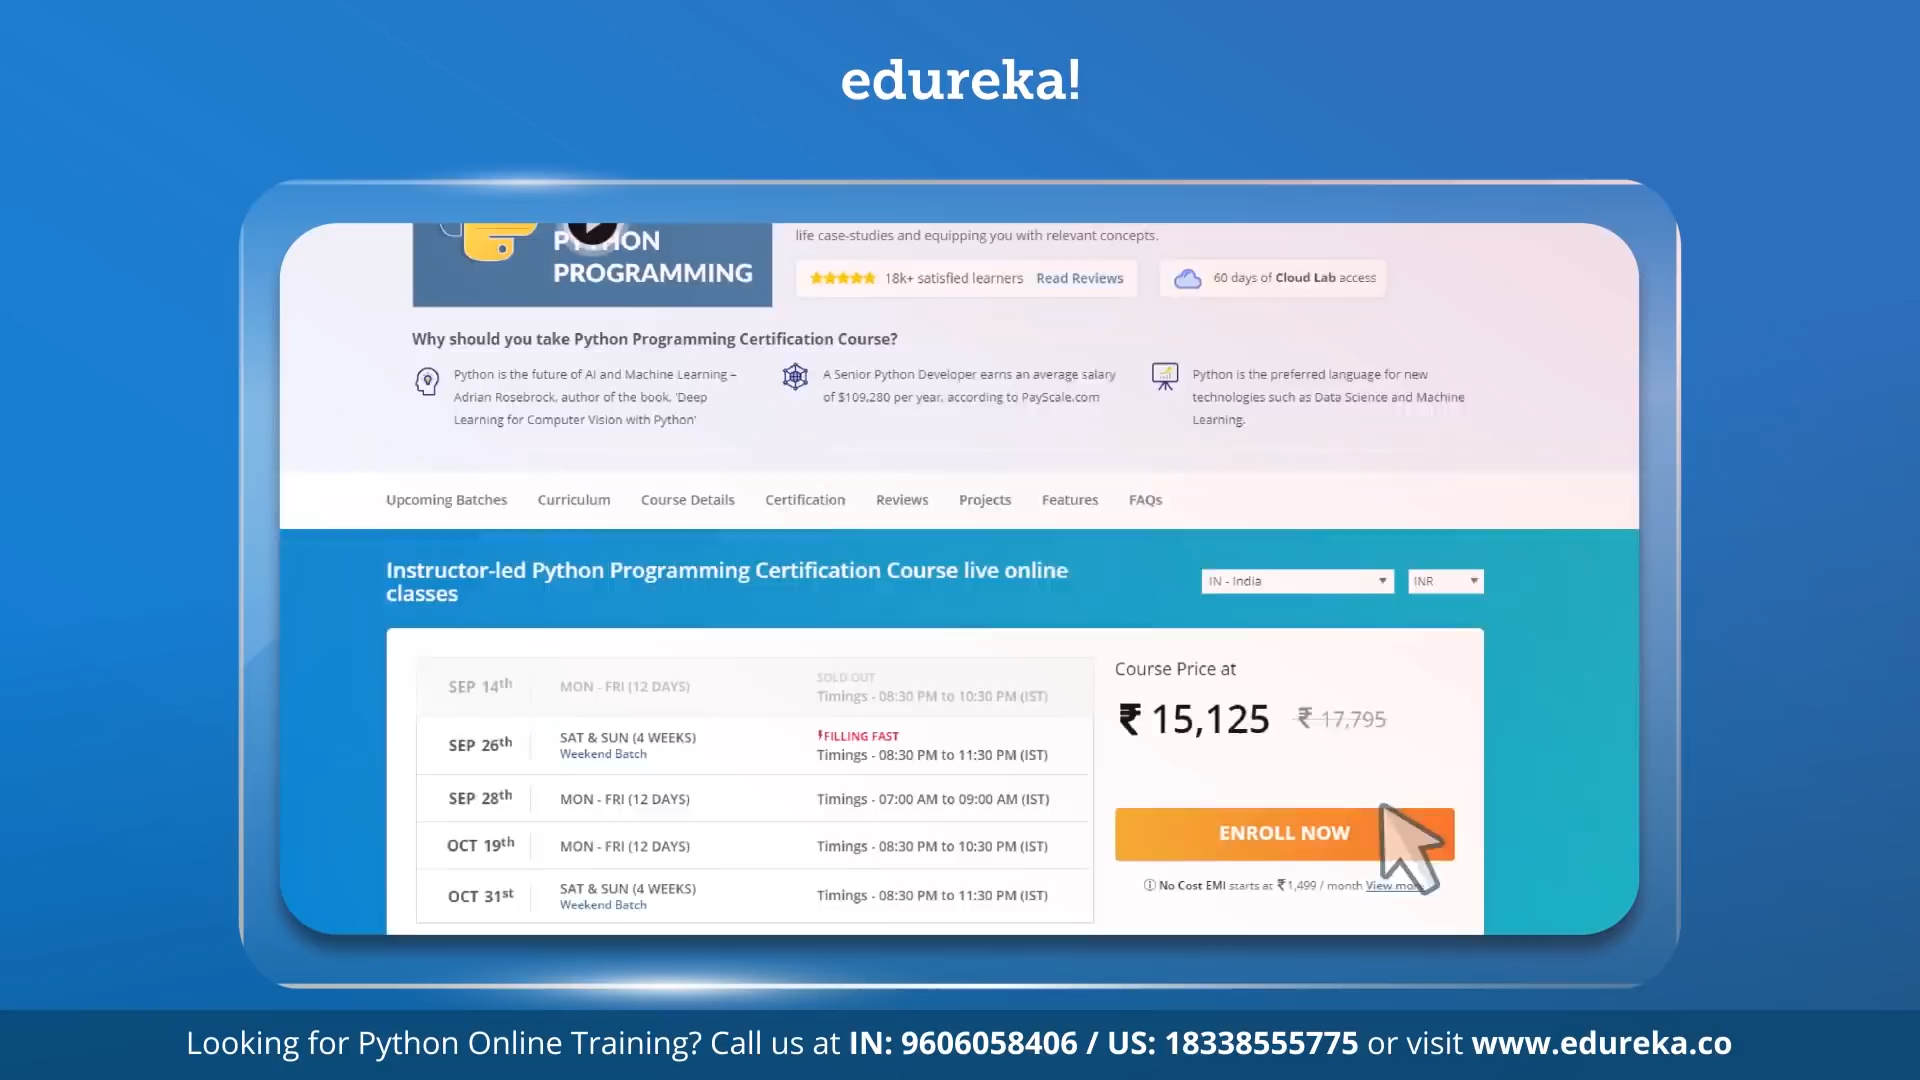 edureka!
PYTHON
PROGRAMMING
life case-studies and equipping you with relevant concepts.
18k+ satisfied learners Read Reviews
60 days of Cloud Lab access
Why should you take Python Programming Certification Course?
Python is the future of AI and Machine Learning –
Adrian Rosebrock, author of the book, 'Deep
Learning for Computer Vision with Python'
A Senior Python Developer earns an average salary
of $109,280 per year, according to PayScale.com
Python is the preferred language for new
technologies such as Data Science and Machine
Learning.
Upcoming Batches Curriculum Course Details Certification Reviews Projects Features FAQs
Instructor-led Python Programming Certification Course live online
classes
IN - India INR
SEP 14th MON - FRI (12 DAYS) SOLD OUT
Timings - 08:30 PM to 10:30 PM (IST)
SEP 26th SAT & SUN (4 WEEKS) FILLING FAST
Weekend Batch Timings - 08:30 PM to 11:30 PM (IST)
SEP 28th MON - FRI (12 DAYS) Timings - 07:00 AM to 09:00 AM (IST)
OCT 19th MON - FRI (12 DAYS) Timings - 08:30 PM to 10:30 PM (IST)
OCT 31st SAT & SUN (4 WEEKS) Timings - 08:30 PM to 11:30 PM (IST)
Weekend Batch
Course Price at
₹ 15,125 ₹ 17,795
ENROLL NOW
No Cost EMI starts at ₹ 1,499 / month View more
Looking for Python Online Training? Call us at IN: 9606058406 / US: 18338555775 or visit www.edureka.co